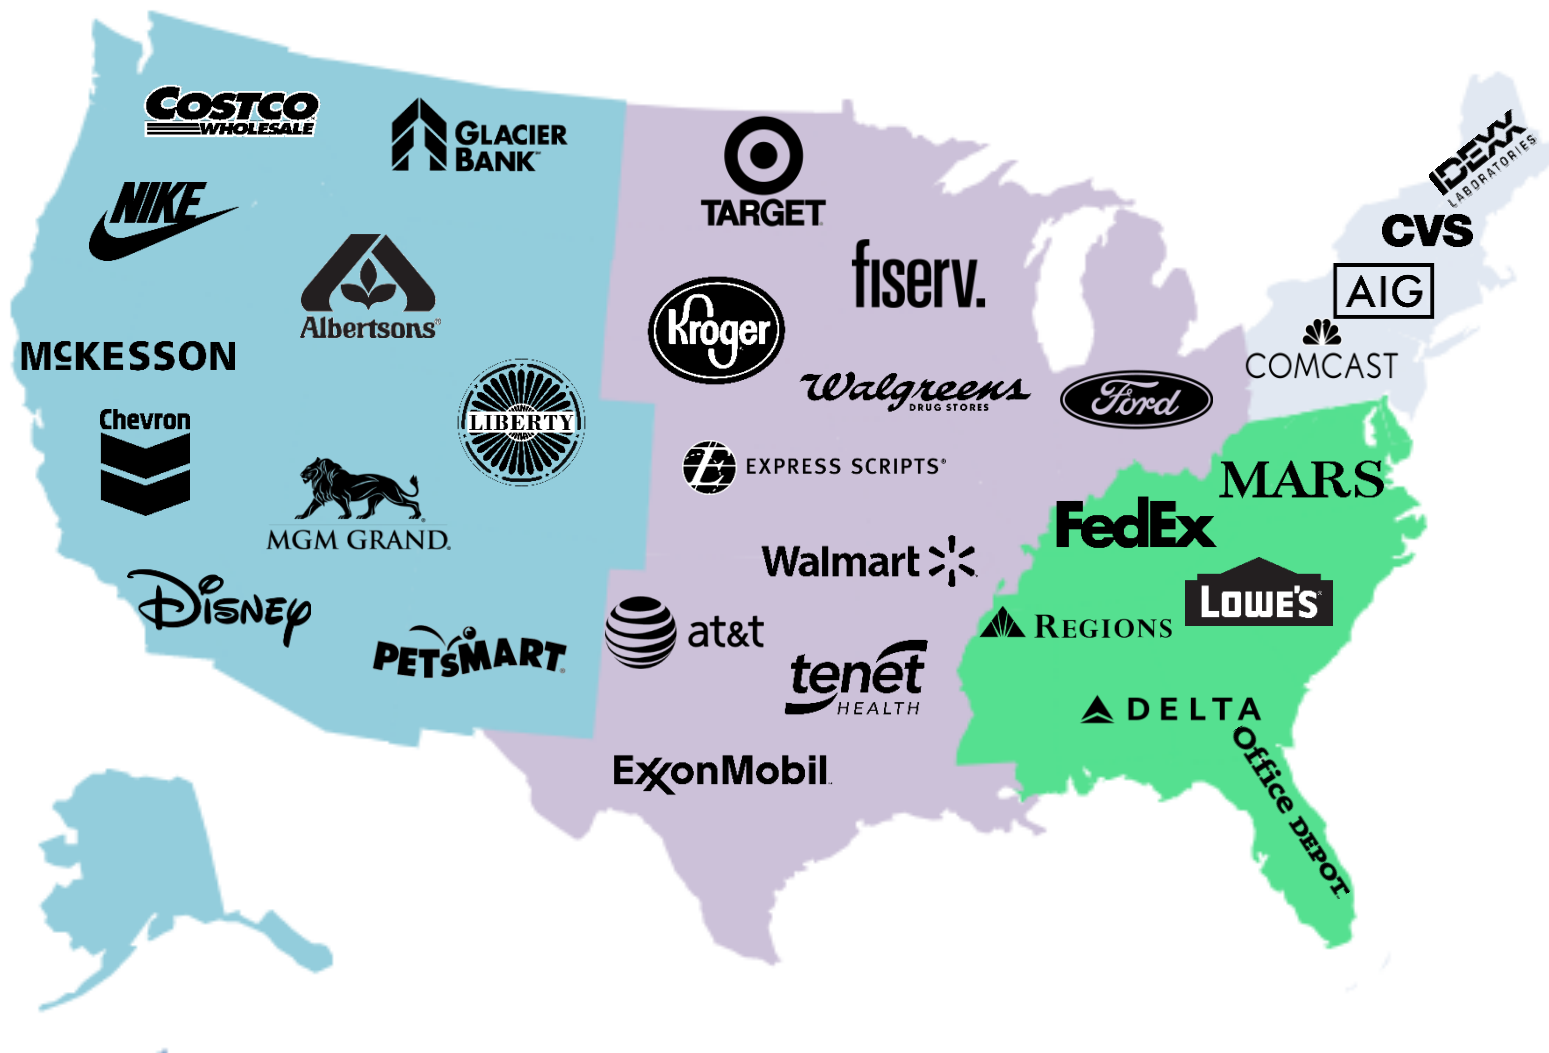 COSTCO
WHOLESALE
GLACIER
BANK™
NIKE
Albertsons®
MCKESSON
Chevron
LIBERTY
MGM GRAND.
DISNEY
PETSMART®
TARGET
fiserv.
Kroger
Walgreens
DRUG STORES
Ford
EXPRESS SCRIPTS®
Walmart
at&t
tenet
HEALTH
ExxonMobil
IDEXX
LABORATORIES
CVS
AIG
COMCAST
MARS
FedEx
LOWE'S
REGIONS
DELTA
Office DEPOT